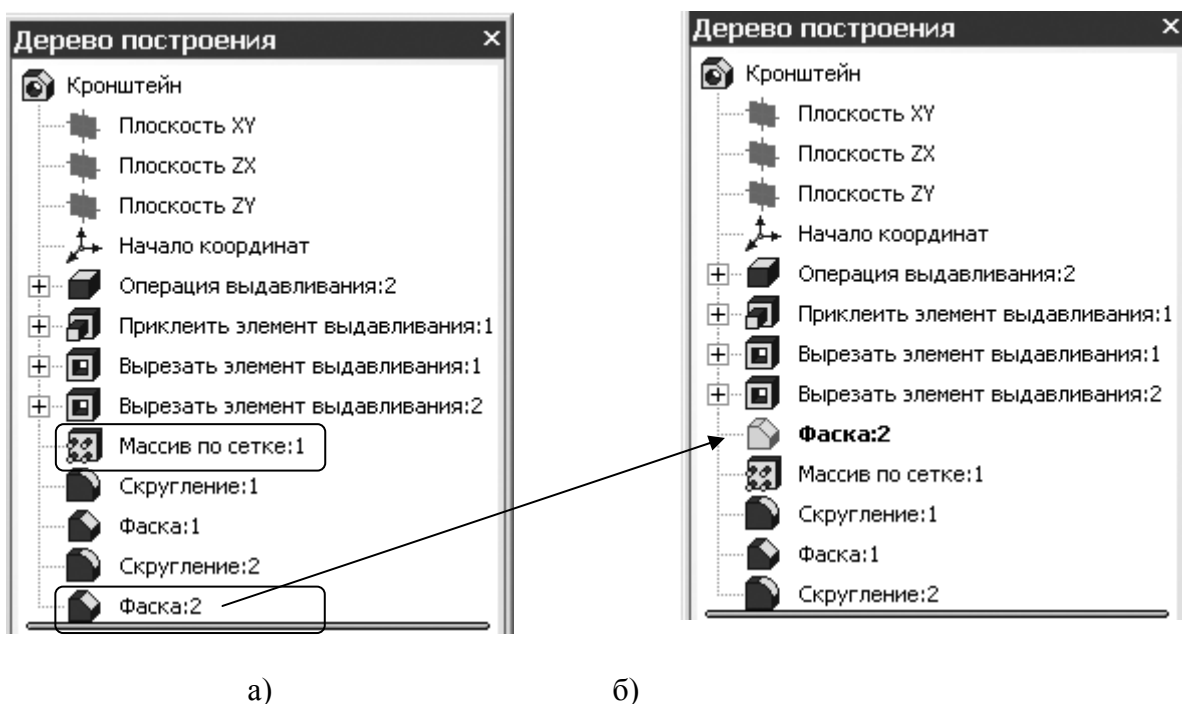 Дерево построения
Кронштейн
Плоскость XY
Плоскость ZX
Плоскость ZY
Начало координат
Операция выдавливания:2
Приклеить элемент выдавливания:1
Вырезать элемент выдавливания:1
Вырезать элемент выдавливания:2
Массив по сетке:1
Скругление:1
Фаска:1
Скругление:2
Фаска:2
а)
Дерево построения
Кронштейн
Плоскость XY
Плоскость ZX
Плоскость ZY
Начало координат
Операция выдавливания:2
Приклеить элемент выдавливания:1
Вырезать элемент выдавливания:1
Вырезать элемент выдавливания:2
Фаска:2
Массив по сетке:1
Скругление:1
Фаска:1
Скругление:2
б)